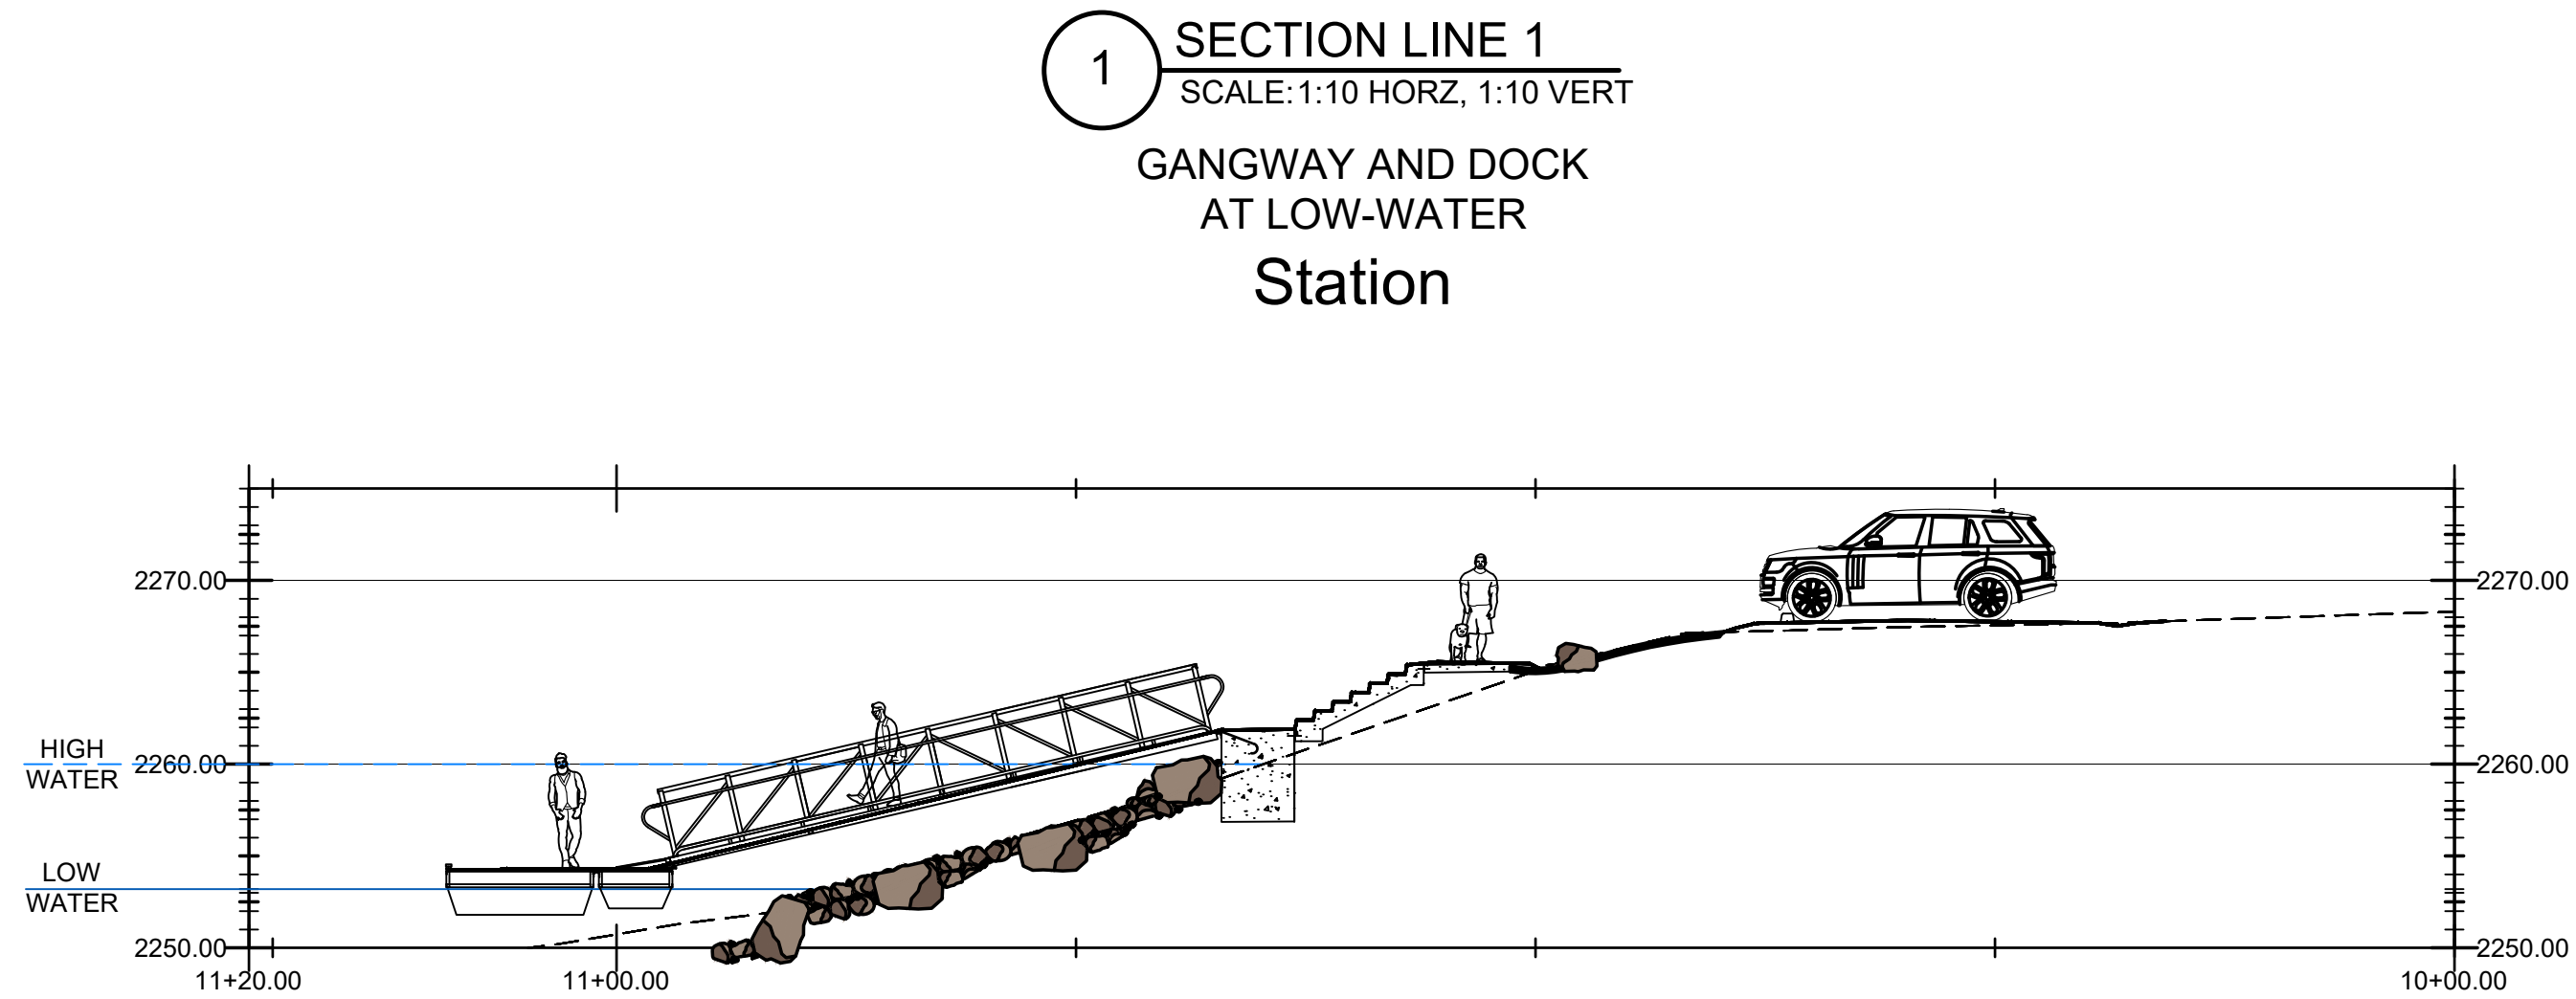 1
SECTION LINE 1
SCALE: 1:10 HORZ, 1:10 VERT
GANGWAY AND DOCK
AT LOW-WATER
Station
2270.00
2270.00
HIGH
WATER
2260.00
2260.00
LOW
WATER
2250.00
2250.00
11+20.00
11+00.00
10+00.00